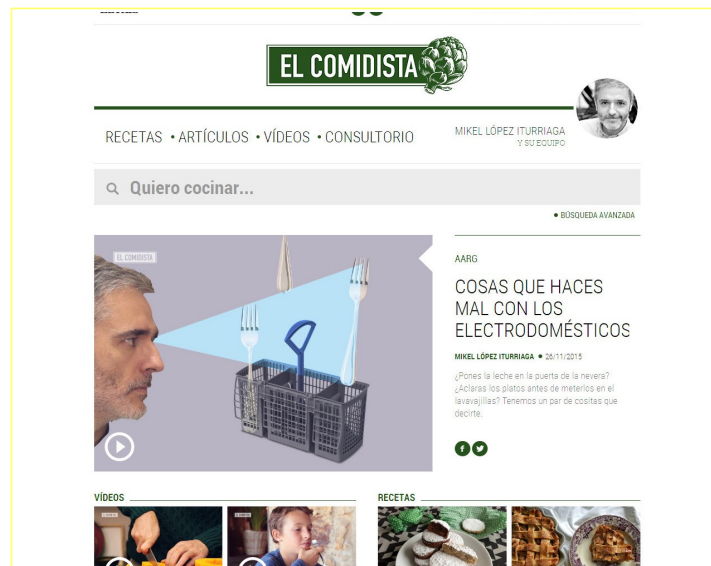 EL COMIDISTA
RECETAS • ARTÍCULOS • VÍDEOS • CONSULTORIO
MIKEL LÓPEZ ITURRIAGA
Y SU EQUIPO
Quiero cocinar...
• BÚSQUEDA AVANZADA
EL COMIDISTA
AARG
COSAS QUE HACES
MAL CON LOS
ELECTRODOMÉSTICOS
MIKEL LÓPEZ ITURRIAGA • 26/11/2015
¿Pones la leche en la puerta de la nevera?
¿Aclaras los platos antes de meterlos en el
lavavajillas? Tenemos un par de cositas que
decirte.
VÍDEOS
RECETAS